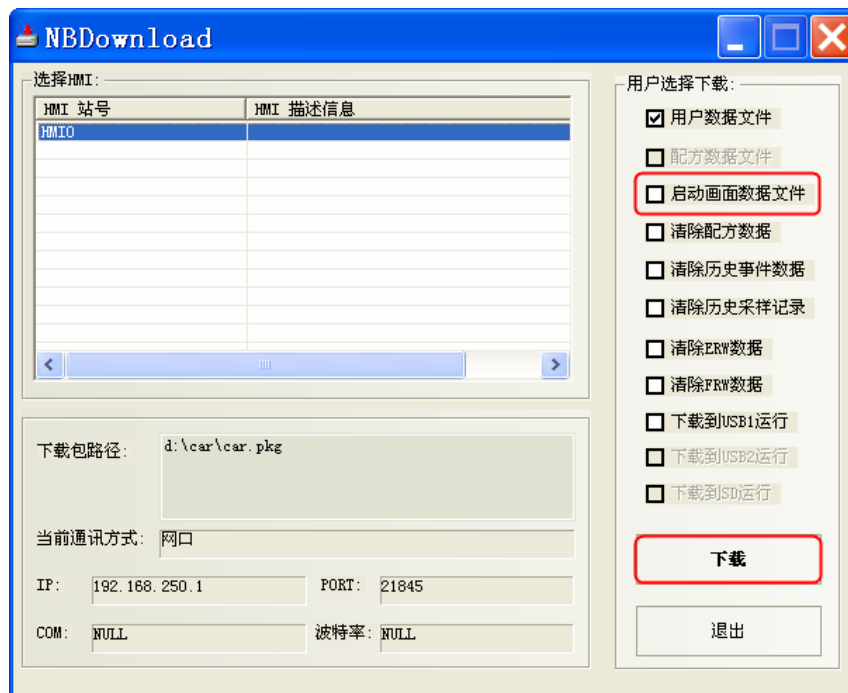 NBDownload
选择HMI:
HMI 站号 HMI 描述信息
HMI0
下载包路径: d:\car\car.pkg
当前通讯方式: 网口
IP: 192.168.250.1 PORT: 21845
COM: NULL 波特率: NULL
用户选择下载:
用户数据文件
配方数据文件
启动画面数据文件
清除配方数据
清除历史事件数据
清除历史采样记录
清除ERW数据
清除FRW数据
下载到USB1运行
下载到USB2运行
下载到SD运行
下载
退出